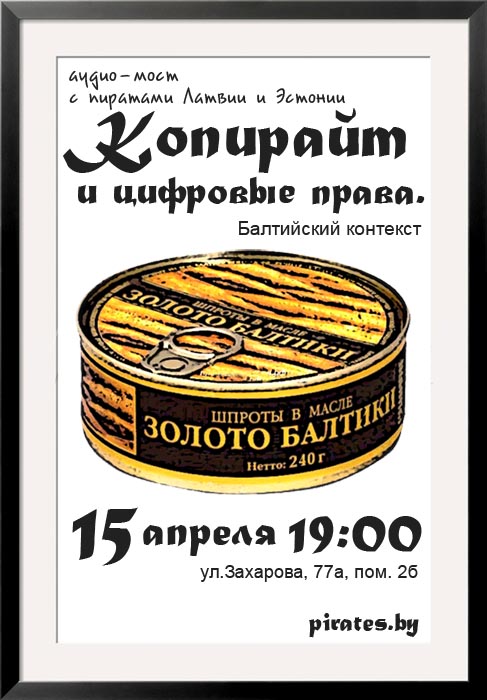 аудио-мост
с пиратами Латвии и Эстонии
Копирайт
и цифровые права.
Балтийский контекст
ШПРОТЫ В МАСЛЕ
ЗОЛОТО БАЛТИКИ
ШПРОТЫ В МАСЛЕ
ЗОЛОТО БАЛТИКИ
Нетто: 240 г
15 апреля 19:00
ул.Захарова, 77а, пом. 2б
pirates.by